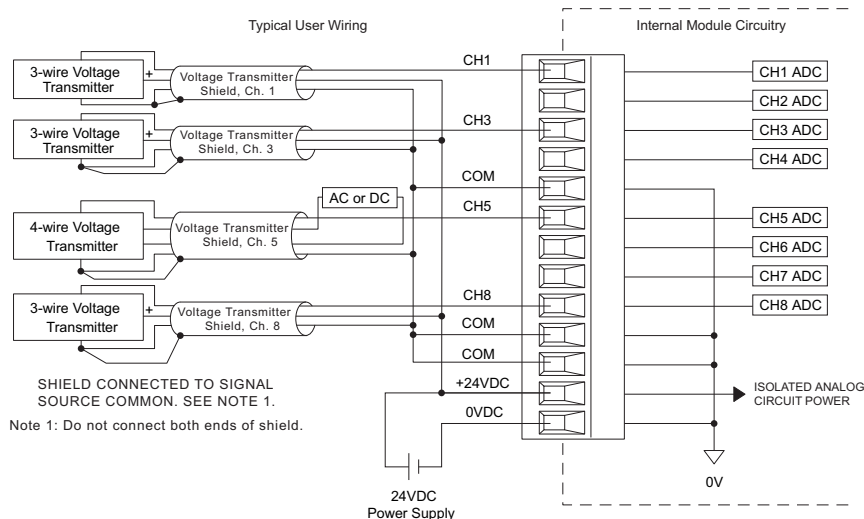 Typical User Wiring
Internal Module Circuitry
3-wire Voltage
Transmitter
+
Voltage Transmitter
Shield, Ch. 1
CH1
CH1 ADC
CH2 ADC
3-wire Voltage
Transmitter
+
Voltage Transmitter
Shield, Ch. 3
CH3
CH3 ADC
CH4 ADC
COM
AC or DC
4-wire Voltage
Transmitter
Voltage Transmitter
Shield, Ch. 5
CH5
CH5 ADC
CH6 ADC
CH7 ADC
3-wire Voltage
Transmitter
+
Voltage Transmitter
Shield, Ch. 8
CH8
CH8 ADC
COM
COM
+24VDC
0VDC
SHIELD CONNECTED TO SIGNAL
SOURCE COMMON. SEE NOTE 1.
Note 1: Do not connect both ends of shield.
ISOLATED ANALOG
CIRCUIT POWER
0V
24VDC
Power Supply